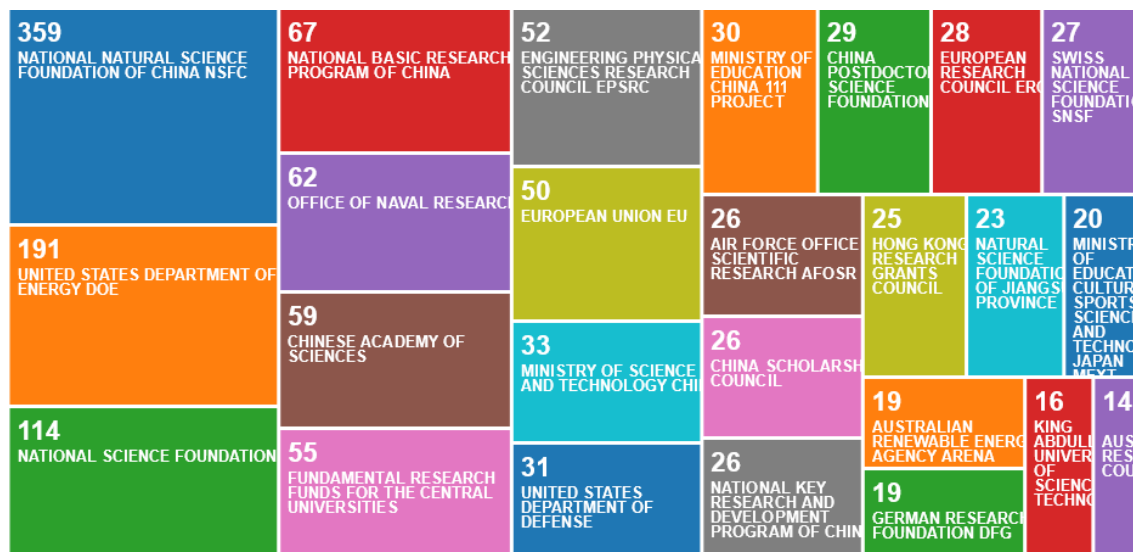 359
NATIONAL NATURAL SCIENCE
FOUNDATION OF CHINA NSFC
191
UNITED STATES DEPARTMENT OF
ENERGY DOE
114
NATIONAL SCIENCE FOUNDATION
67
NATIONAL BASIC RESEARCH
PROGRAM OF CHINA
62
OFFICE OF NAVAL RESEARCH
59
CHINESE ACADEMY OF
SCIENCES
55
FUNDAMENTAL RESEARCH
FUNDS FOR THE CENTRAL
UNIVERSITIES
52
ENGINEERING PHYSICA
SCIENCES RESEARCH
COUNCIL EPSRC
50
EUROPEAN UNION EU
33
MINISTRY OF SCIENCE
AND TECHNOLOGY CHI
31
UNITED STATES
DEPARTMENT OF
DEFENSE
30
MINISTRY OF
EDUCATION
CHINA 111
PROJECT
29
CHINA
POSTDOCTO
SCIENCE
FOUNDATION
28
EUROPEAN
RESEARCH
COUNCIL ERC
27
SWISS
NATIONAL
SCIENCE
FOUNDATIO
SNSF
26
AIR FORCE OFFICE
SCIENTIFIC
RESEARCH AFOSR
26
CHINA SCHOLARSH
COUNCIL
26
NATIONAL KEY
RESEARCH AND
DEVELOPMENT
PROGRAM OF CHIN
25
HONG KONG
RESEARCH
GRANTS
COUNCIL
23
NATURAL
SCIENCE
FOUNDATIO
OF JIANGS
PROVINCE
20
MINISTR
OF
EDUCAT
CULTUR
SPORTS
SCIENC
AND
TECHNO
JAPAN
MEXT
19
AUSTRALIAN
RENEWABLE ENERG
AGENCY ARENA
19
GERMAN RESEARCH
FOUNDATION DFG
16
KING
ABDULL
UNIVER
OF
SCIENC
TECHNO
14
AUS
RES
COU